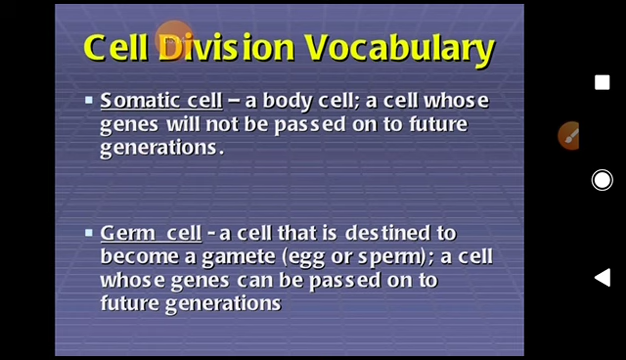 Cell Division Vocabulary
Somatic cell – a body cell; a cell whose
genes will not be passed on to future
generations.
Germ cell - a cell that is destined to
become a gamete (egg or sperm); a cell
whose genes can be passed on to
future generations